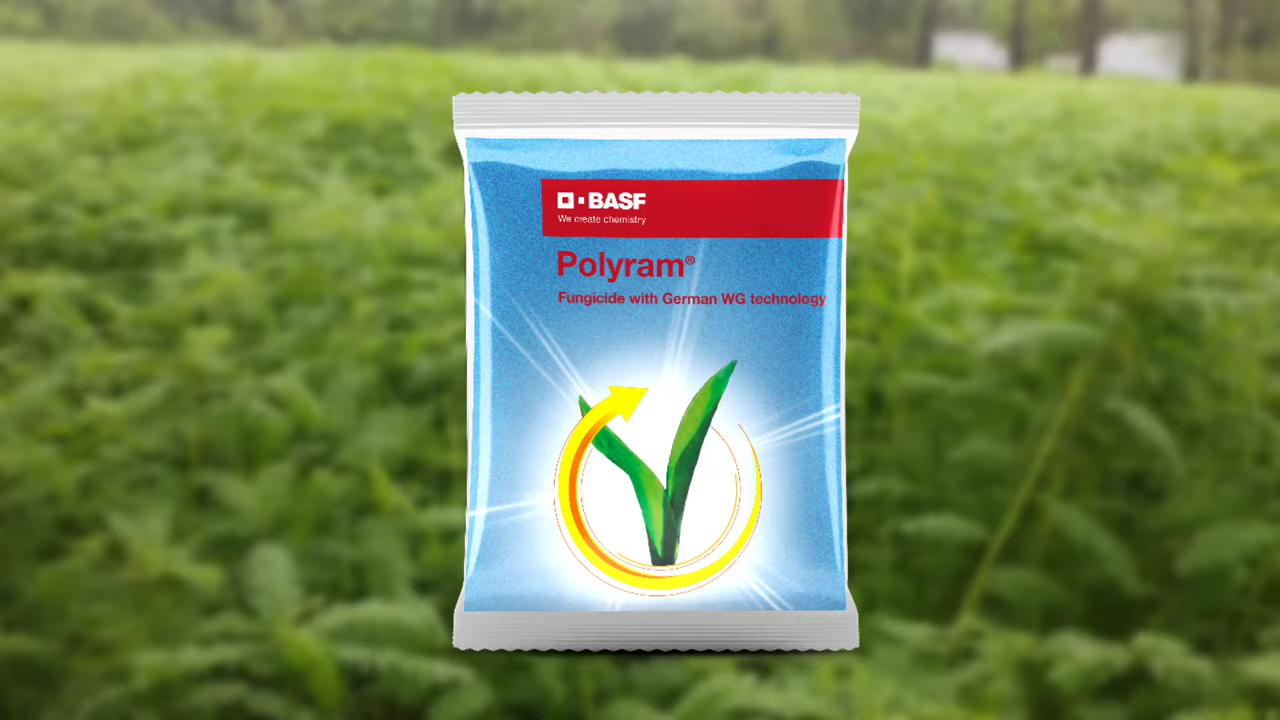 BASF
We create chemistry
Polyram®
Fungicide with German WG technology